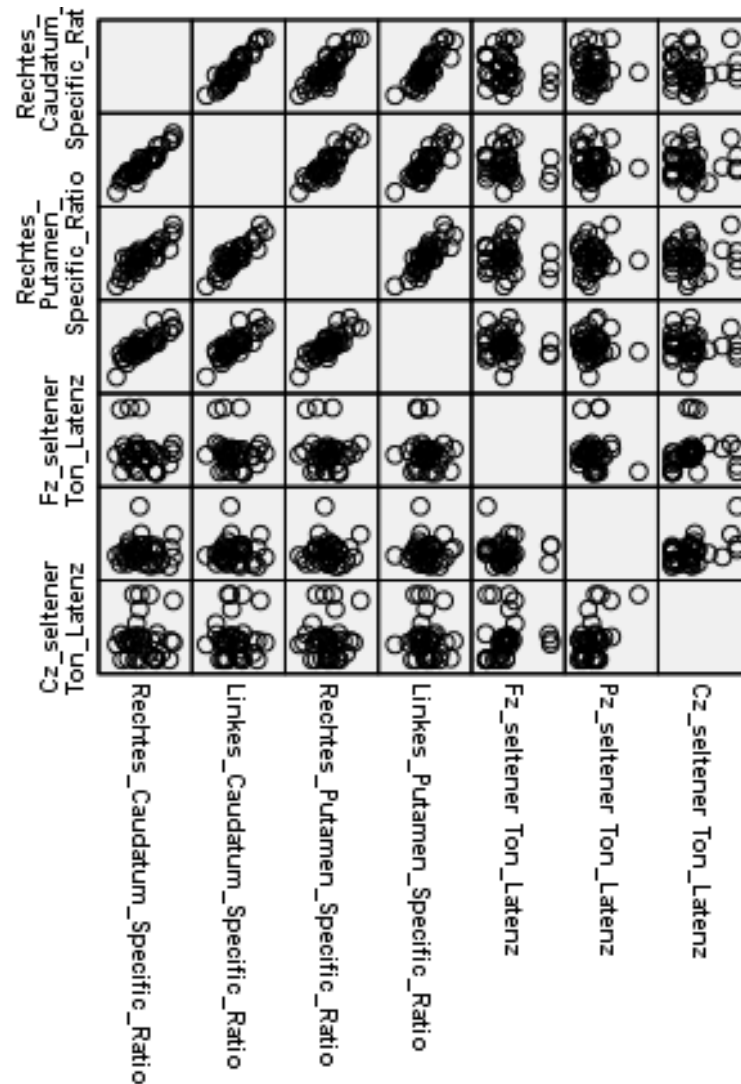 Rechtes_
Caudatum_
Specific_Rat
Specific_Ratio
Rechtes_
Putamen_
Specific_Ratio
Fz_seltener
Ton_Latenz
Cz_seltener
Ton_Latenz
Rechtes_Caudatum_Specific_Ratio
Linkes_Caudatum_Specific_Ratio
Rechtes_Putamen_Specific_Ratio
Linkes_Putamen_Specific_Ratio
Fz_seltener Ton_Latenz
Pz_seltener Ton_Latenz
Cz_seltener Ton_Latenz